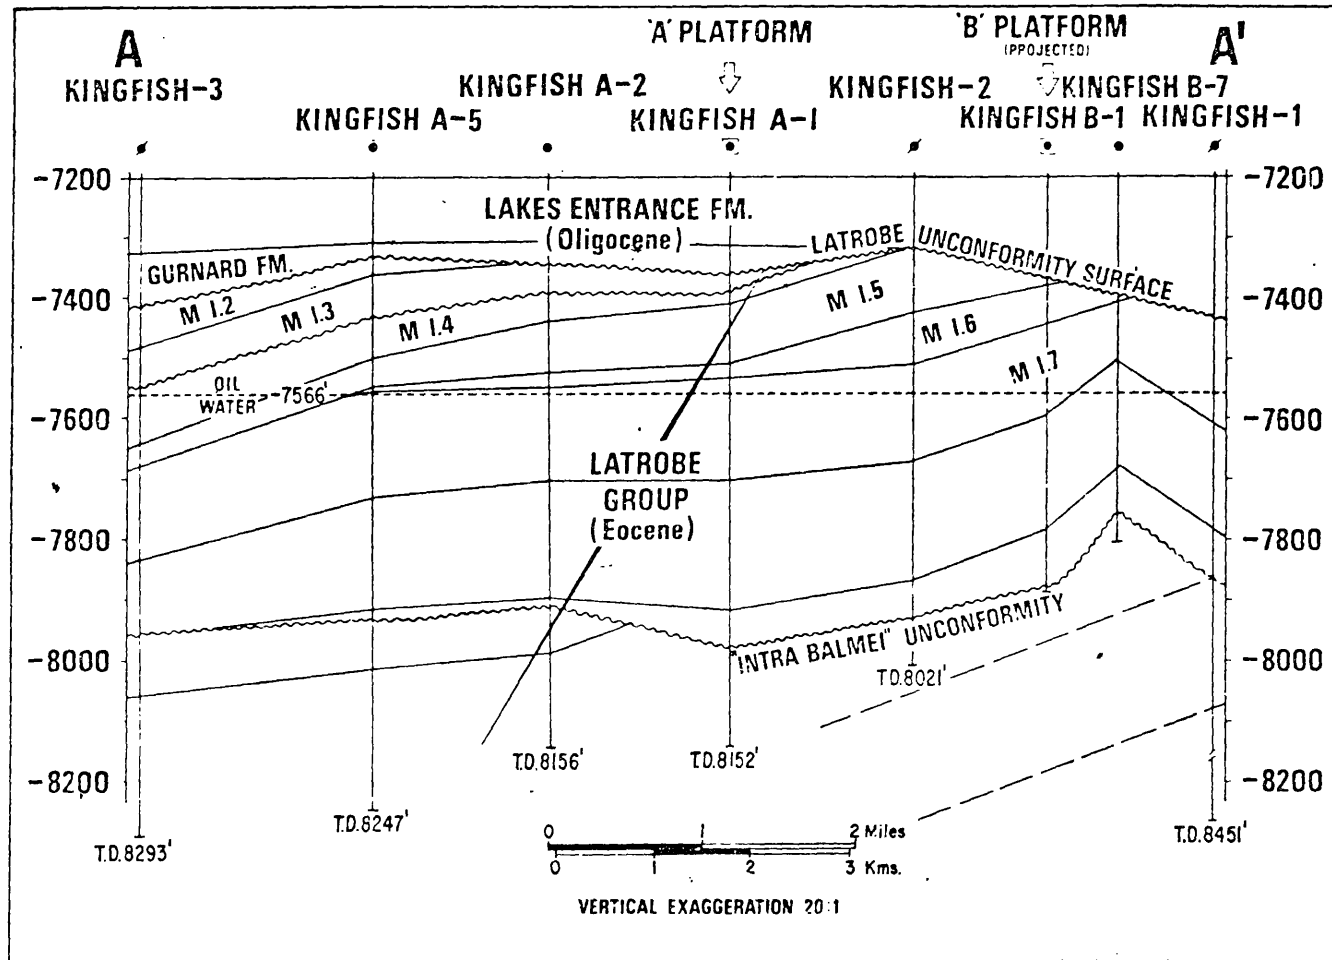 'A' PLATFORM
'B' PLATFORM
(PPOJECTED)
A
A'
KINGFISH-3
KINGFISH A-2
KINGFISH-2
KINGFISH B-7
KINGFISH A-5
KINGFISH A-1
KINGFISH B-1
KINGFISH-1
-7200
-7200
LAKES ENTRANCE FM.
(Oligocene)
LATROBE UNCONFORMITY SURFACE
GURNARD FM.
-7400
-7400
M 1.2
M 1.3
M 1.4
M 1.5
M 1.6
M 1.7
OIL
WATER
-7566'
-7600
-7600
LATROBE
GROUP
(Eocene)
-7800
-7800
-8000
-8000
"INTRA BALMEI" UNCONFORMITY
T.D.8021'
T.D.8156'
T.D.8152'
-8200
-8200
T.D.8247'
T.D.8293'
T.D.8451'
0 1 2 Miles
0 1 2 3 Kms.
VERTICAL EXAGGERATION 20:1